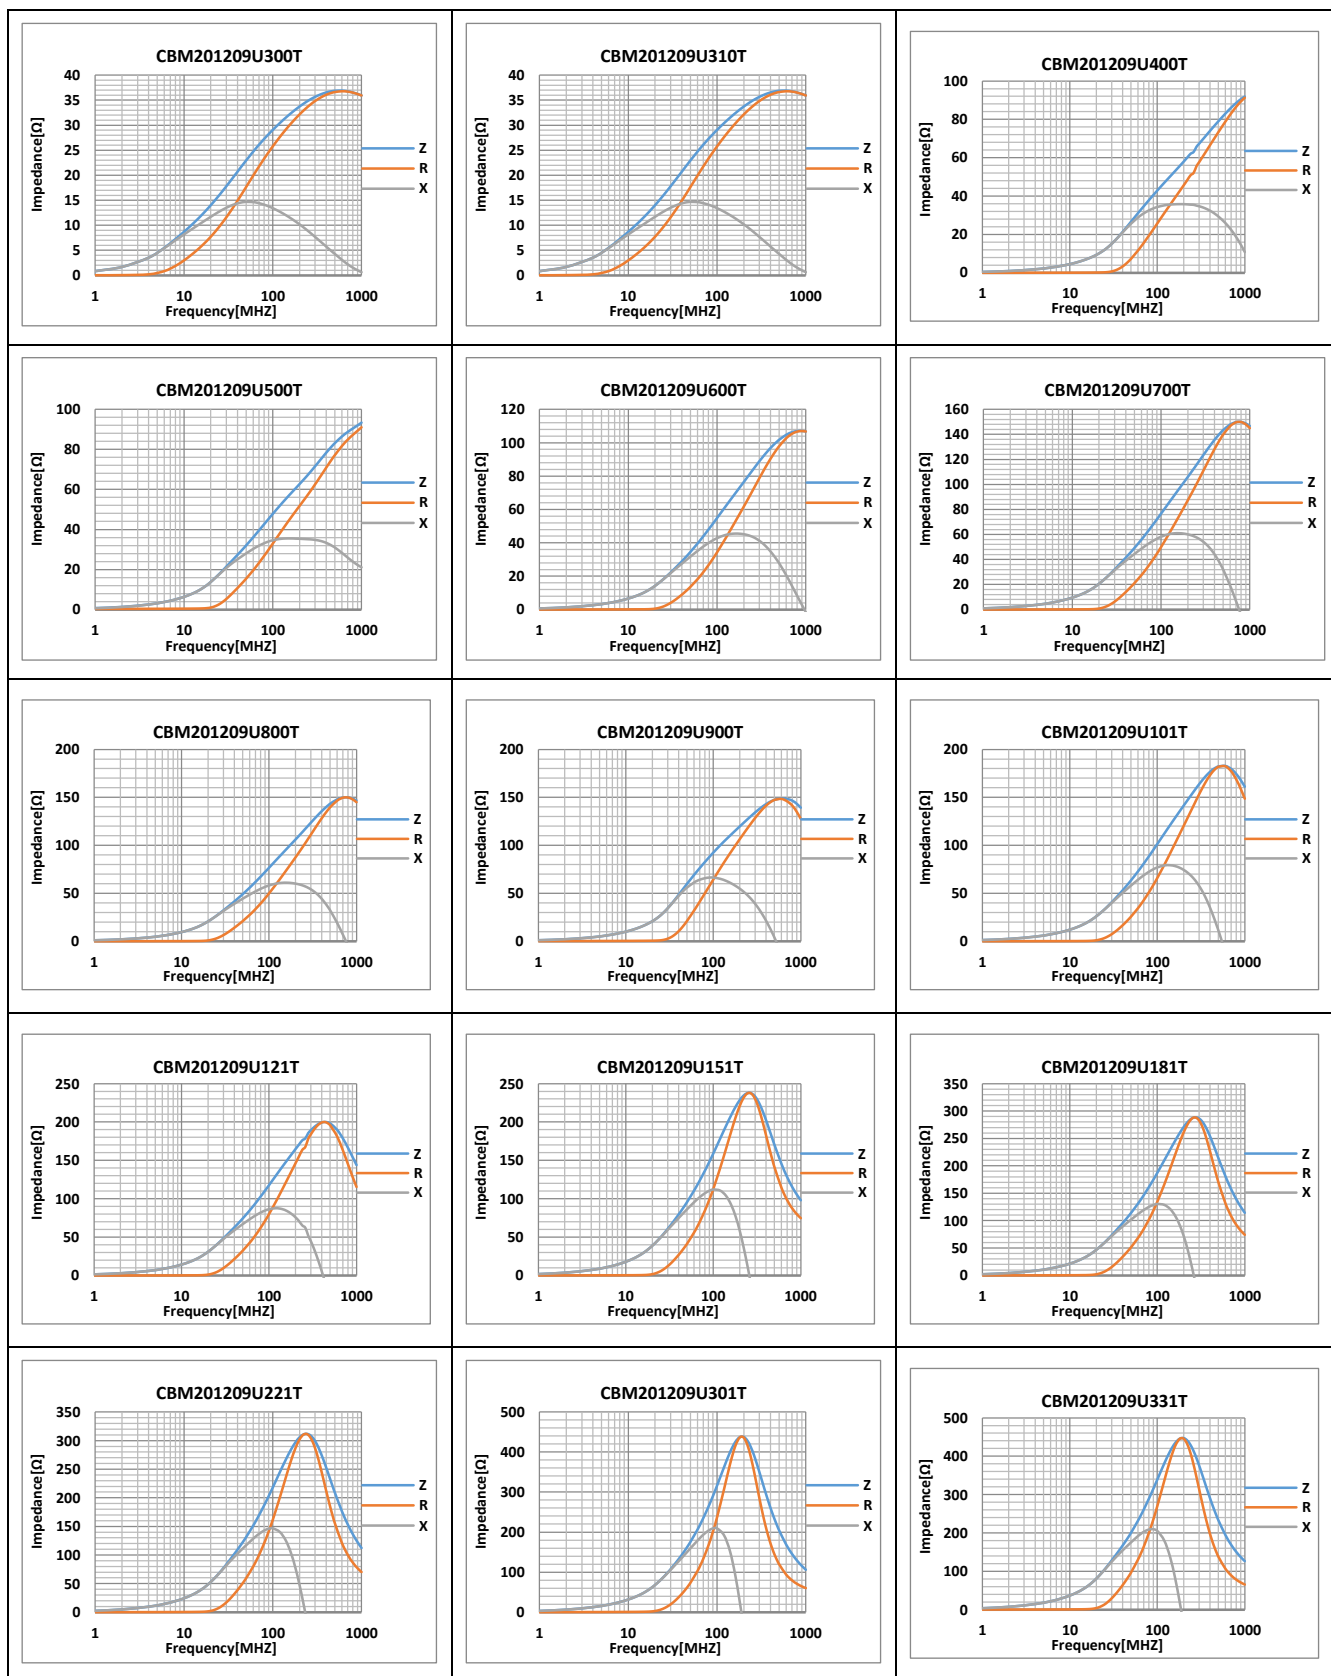 CBM201209U300T
40
35
30
25
20
15
10
5
0
Impedance[Ω]
Z
R
X
1 10 100 1000
Frequency[MHZ]
CBM201209U310T
40
35
30
25
20
15
10
5
0
Impedance[Ω]
Z
R
X
1 10 100 1000
Frequency[MHZ]
CBM201209U400T
100
80
60
40
20
0
Impedance[Ω]
Z
R
X
1 10 100 1000
Frequency[MHZ]
CBM201209U500T
100
80
60
40
20
0
Impedance[Ω]
Z
R
X
1 10 100 1000
Frequency[MHZ]
CBM201209U600T
120
100
80
60
40
20
0
Impedance[Ω]
Z
R
X
1 10 100 1000
Frequency[MHZ]
CBM201209U700T
160
140
120
100
80
60
40
20
0
Impedance[Ω]
Z
R
X
1 10 100 1000
Frequency[MHZ]
CBM201209U800T
200
150
100
50
0
Impedance[Ω]
Z
R
X
1 10 100 1000
Frequency[MHZ]
CBM201209U900T
200
150
100
50
0
Impedance[Ω]
Z
R
X
1 10 100 1000
Frequency[MHZ]
CBM201209U101T
200
150
100
50
0
Impedance[Ω]
Z
R
X
1 10 100 1000
Frequency[MHZ]
CBM201209U121T
250
200
150
100
50
0
Impedance[Ω]
Z
R
X
1 10 100 1000
Frequency[MHZ]
CBM201209U151T
250
200
150
100
50
0
Impedance[Ω]
Z
R
X
1 10 100 1000
Frequency[MHZ]
CBM201209U181T
350
300
250
200
150
100
50
0
Impedance[Ω]
Z
R
X
1 10 100 1000
Frequency[MHZ]
CBM201209U221T
350
300
250
200
150
100
50
0
Impedance[Ω]
Z
R
X
1 10 100 1000
Frequency[MHZ]
CBM201209U301T
500
400
300
200
100
0
Impedance[Ω]
Z
R
X
1 10 100 1000
Frequency[MHZ]
CBM201209U331T
500
400
300
200
100
0
Impedance[Ω]
Z
R
X
1 10 100 1000
Frequency[MHZ]